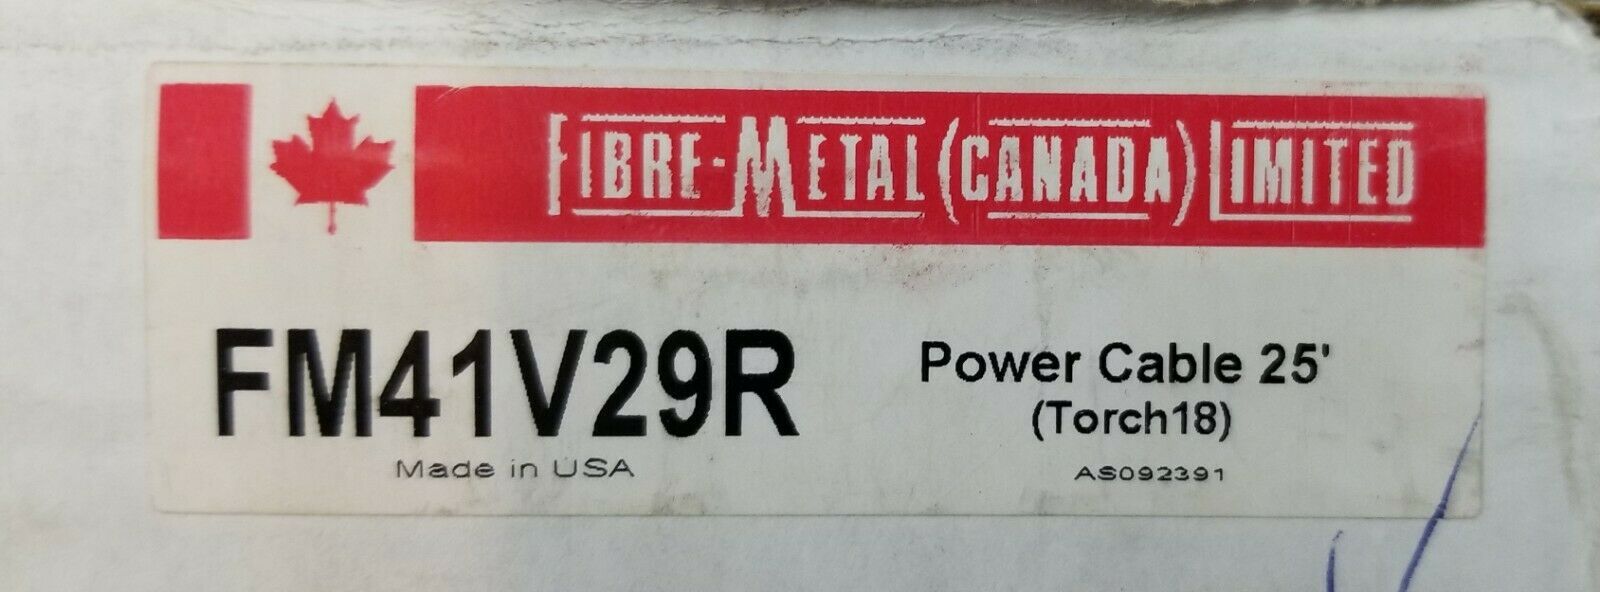 FIBRE-METAL (CANADA) LIMITED
FM41V29R
Made in USA
Power Cable 25'
(Torch18)
AS092391